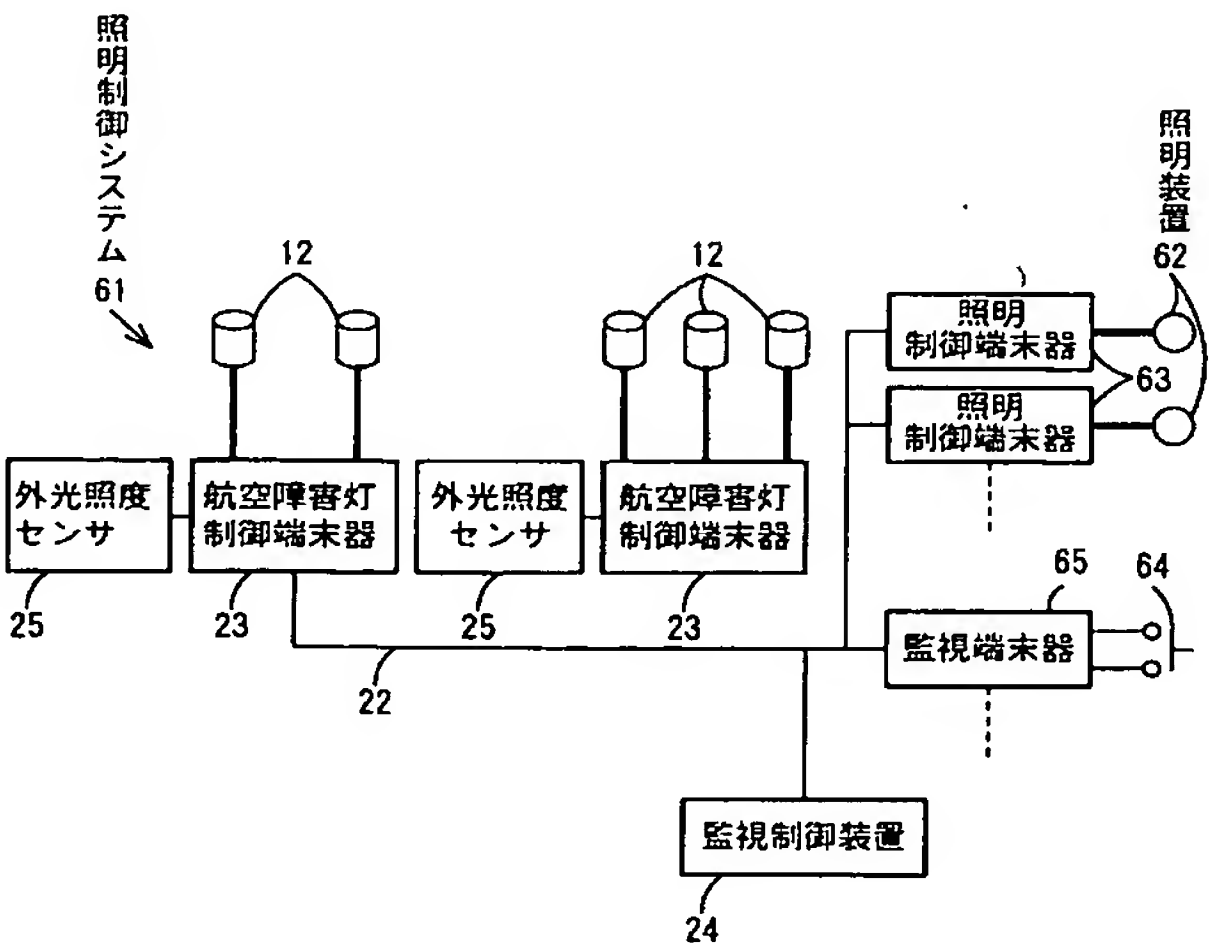 照明制御システム
61
照明装置
62
12
12
照明
制御端末器
63
照明
制御端末器
外光照度
センサ
航空障害灯
制御端末器
外光照度
センサ
航空障害灯
制御端末器
25
23
25
23
65
64
監視端末器
22
監視制御装置
24